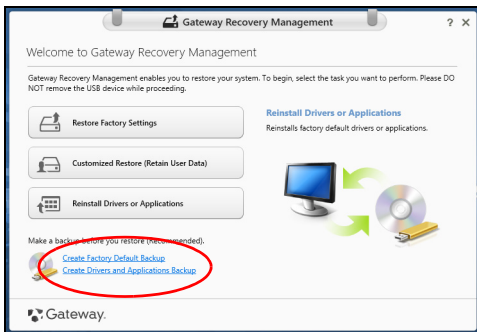 Gateway Recovery Management
? X
Welcome to Gateway Recovery Management
Gateway Recovery Management enables you to restore your system. To begin, select the task you want to perform. Please DO
NOT remove the USB device while proceeding.
Restore Factory Settings
Customized Restore (Retain User Data)
Reinstall Drivers or Applications
Reinstall Drivers or Applications
Reinstalls factory default drivers or applications.
Make a backup before you restore (Recommended).
Create Factory Default Backup
Create Drivers and Applications Backup
Gateway.